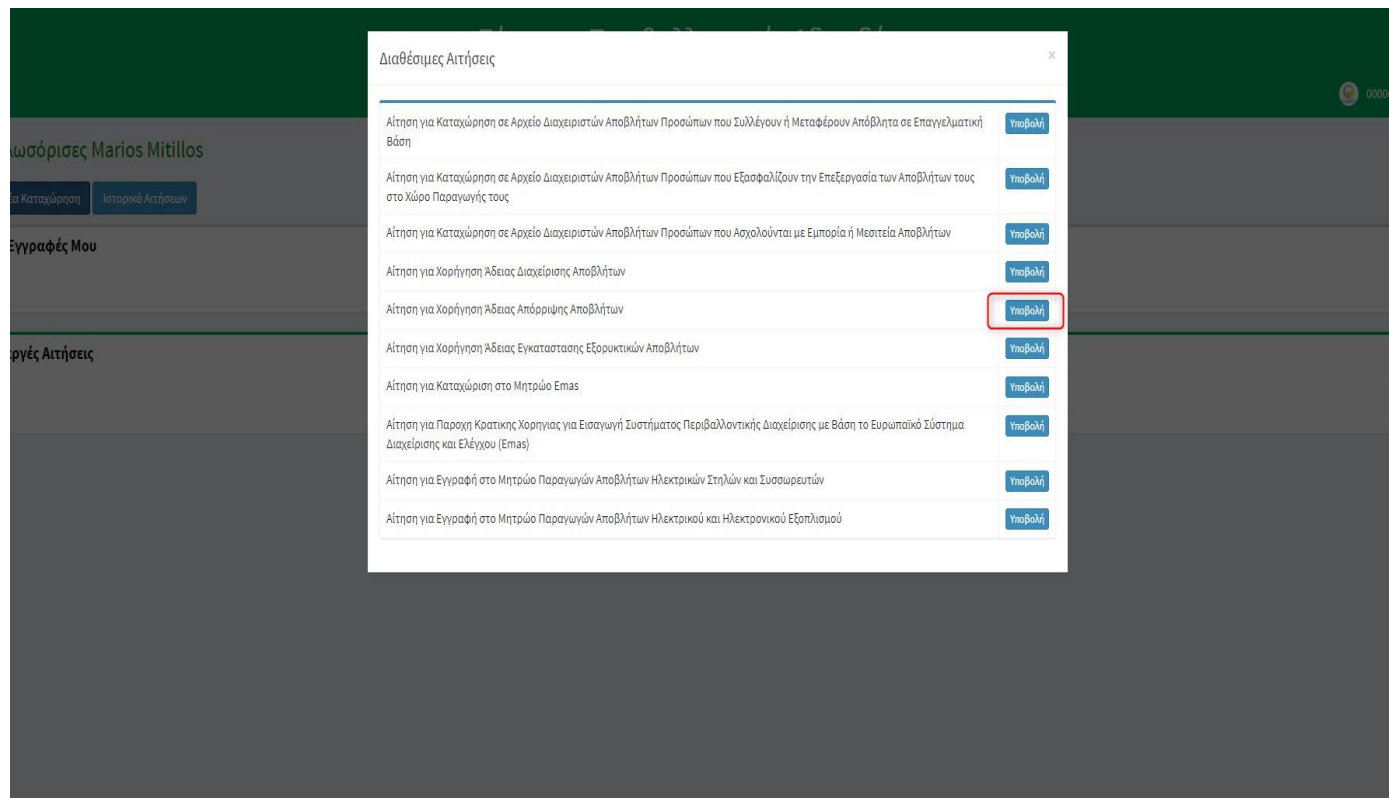 Διαθέσιμες Αιτήσεις
×
Αίτηση για Καταχώρηση σε Αρχείο Διαχειριστών Αποβλήτων Προσώπων που Συλλέγουν ή Μεταφέρουν Απόβλητα σε Επαγγελματική
Βάση
Υποβολή
Αίτηση για Καταχώρηση σε Αρχείο Διαχειριστών Αποβλήτων Προσώπων που Εξασφαλίζουν την Επεξεργασία των Αποβλήτων τους
στο Χώρο Παραγωγής τους
Υποβολή
Αίτηση για Καταχώρηση σε Αρχείο Διαχειριστών Αποβλήτων Προσώπων που Ασχολούνται με Εμπορία ή Μεσιτεία Αποβλήτων
Υποβολή
Αίτηση για Χορήγηση Άδειας Διαχείρισης Αποβλήτων
Υποβολή
Αίτηση για Χορήγηση Άδειας Απόρριψης Αποβλήτων
Υποβολή
Αίτηση για Χορήγηση Άδειας Εγκαταστασης Εξορυκτικών Αποβλήτων
Υποβολή
Αίτηση για Καταχώριση στο Μητρώο Emas
Υποβολή
Αίτηση για Παροχη Κρατικης Χορηγιας για Εισαγωγή Συστήματος Περιβαλλοντικής Διαχείρισης με Βάση το Ευρωπαϊκό Σύστημα
Διαχείρισης και Ελέγχου (Emas)
Υποβολή
Αίτηση για Εγγραφή στο Μητρώο Παραγωγών Αποβλήτων Ηλεκτρικών Στηλών και Συσσωρευτών
Υποβολή
Αίτηση για Εγγραφή στο Μητρώο Παραγωγών Αποβλήτων Ηλεκτρικού και Ηλεκτρονικού Εξοπλισμού
Υποβολή
ωσόρισες Marios Mitillos
έα Καταχώρηση
Ιστορικό Αιτήσεων
Εγγραφές Μου
ργές Αιτήσεις